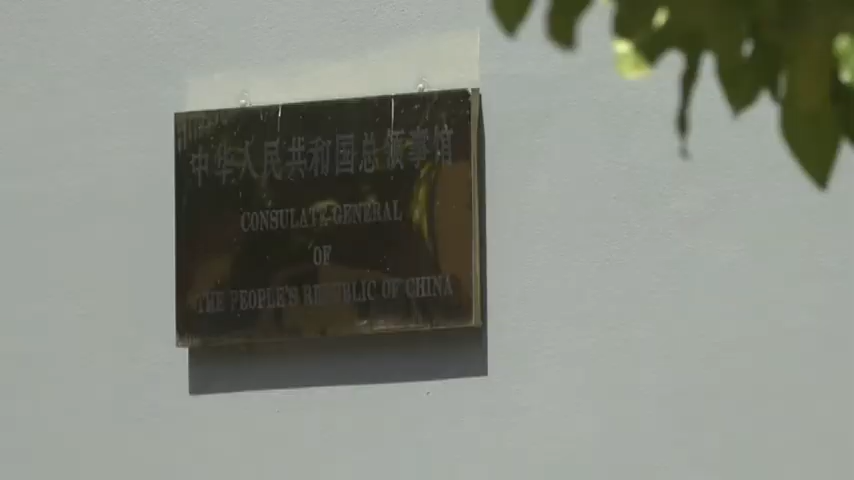 中华人民共和国总领事馆
CONSULATE-GENERAL
OF
THE PEOPLE'S REPUBLIC OF CHINA